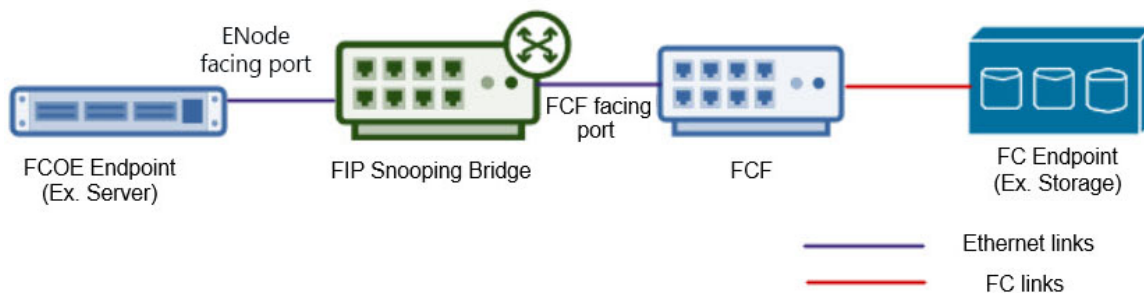 ENode
facing port
FCF facing
port
FCOE Endpoint
(Ex. Server)
FIP Snooping Bridge
FCF
FC Endpoint
(Ex. Storage)
Ethernet links
FC links